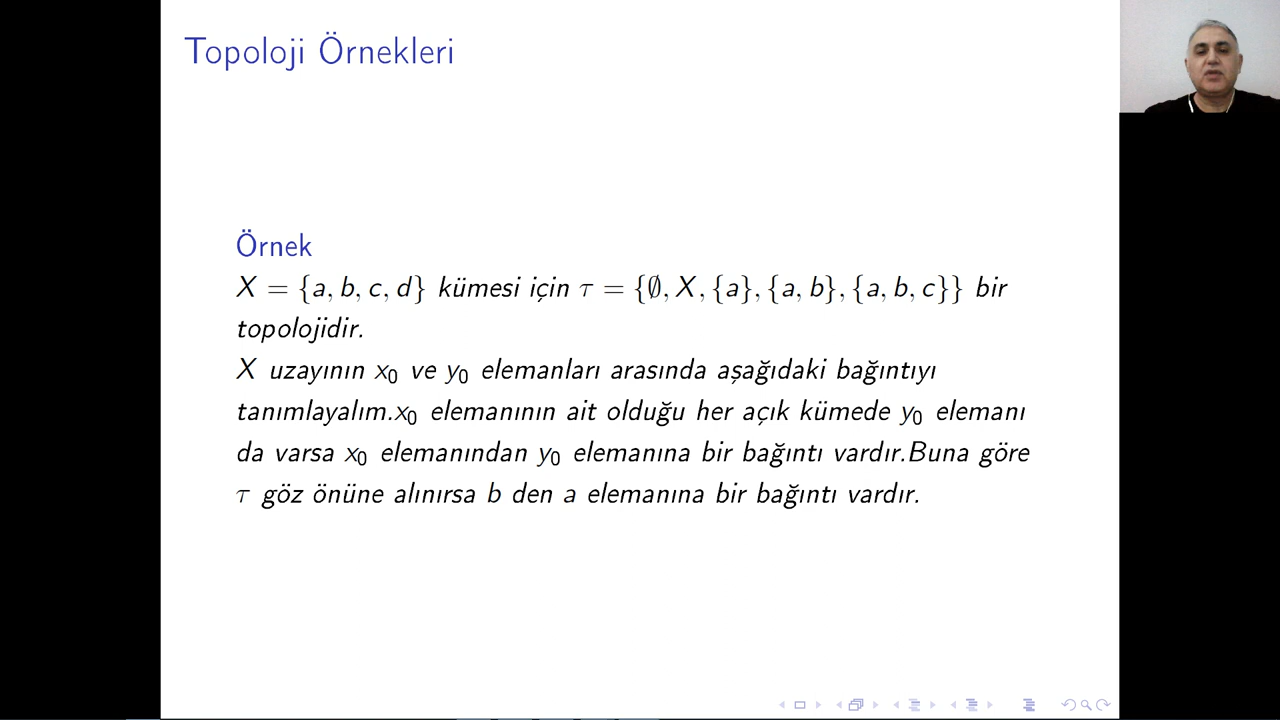 Topoloji Örnekleri
Örnek
X = {a, b, c, d} kümesi için τ = {∅, X, {a}, {a, b}, {a, b, c}} bir
topolojidir.
X uzayının x₀ ve y₀ elemanları arasında aşağıdaki bağıntıyı
tanımlayalım.x₀ elemanının ait olduğu her açık kümede y₀ elemanı
da varsa x₀ elemanından y₀ elemanına bir bağıntı vardır.Buna göre
τ göz önüne alınırsa b den a elemanına bir bağıntı vardır.